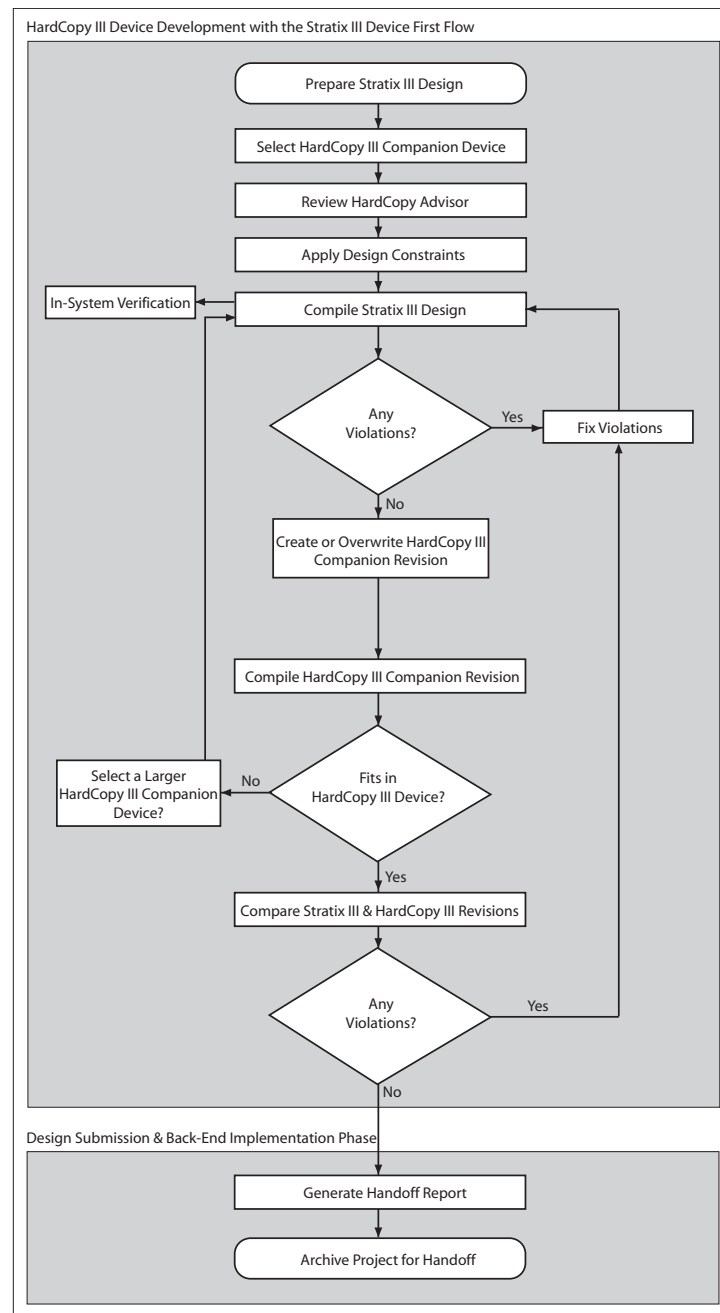 HardCopy III Device Development with the Stratix III Device First Flow
Prepare Stratix III Design
Select HardCopy III Companion Device
Review HardCopy Advisor
Apply Design Constraints
In-System Verification
Compile Stratix III Design
Any
Violations?
Yes
Fix Violations
No
Create or Overwrite HardCopy III
Companion Revision
Compile HardCopy III Companion Revision
Fits in
HardCopy III Device?
No
Select a Larger
HardCopy III Companion
Device?
Yes
Compare Stratix III & HardCopy III Revisions
Any
Violations?
Yes
No
Design Submission & Back-End Implementation Phase
Generate Handoff Report
Archive Project for Handoff